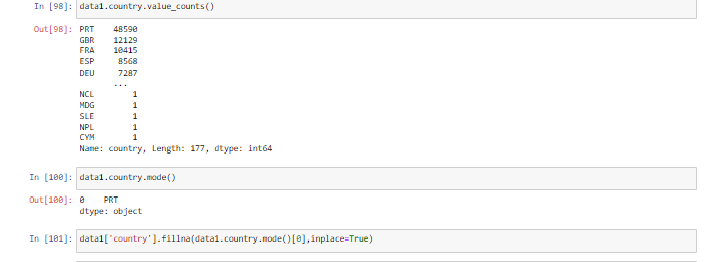 In [98]: data1.country.value_counts()
Out[98]: PRT 48590
GBR 12129
FRA 10415
ESP 8568
DEU 7287
...
NCL 1
MDG 1
SLE 1
NPL 1
CYM 1
Name: country, Length: 177, dtype: int64
In [100]: data1.country.mode()
Out[100]: 0 PRT
dtype: object
In [101]: data1['country'].fillna(data1.country.mode()[0],inplace=True)